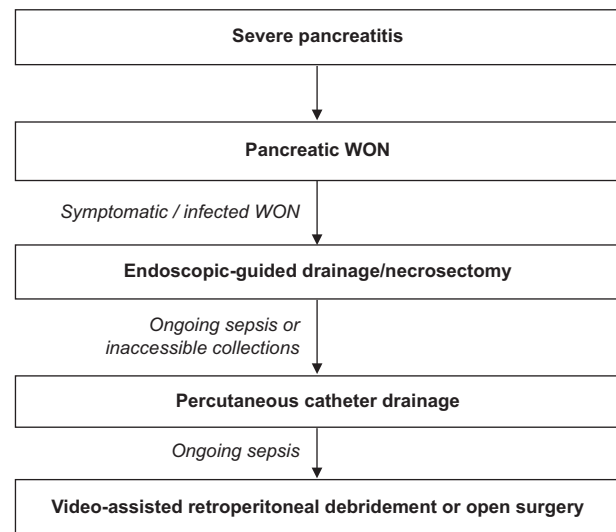 Severe pancreatitis
Pancreatic WON
Symptomatic / infected WON
Endoscopic-guided drainage/necrosectomy
Ongoing sepsis or
inaccessible collections
Percutaneous catheter drainage
Ongoing sepsis
Video-assisted retroperitoneal debridement or open surgery